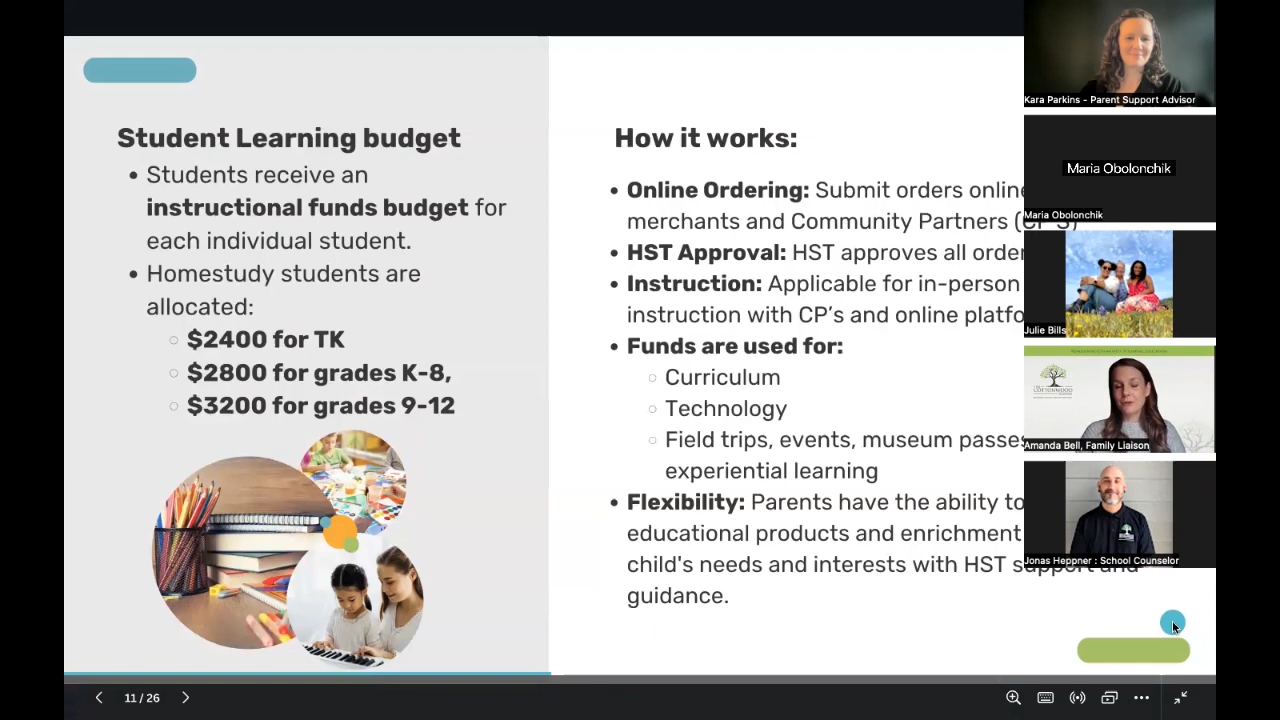 Student Learning budget
• Students receive an
instructional funds budget for
each individual student.
• Homestudy students are
allocated:
○ $2400 for TK
○ $2800 for grades K-8,
○ $3200 for grades 9-12
How it works:
• Online Ordering: Submit orders online
merchants and Community Partners (CP'S)
• HST Approval: HST approves all order
• Instruction: Applicable for in-person
instruction with CP's and online platfo
• Funds are used for:
○ Curriculum
○ Technology
○ Field trips, events, museum passes
experiential learning
• Flexibility: Parents have the ability to
educational products and enrichment
child's needs and interests with HST support and
guidance.
Kara Parkins - Parent Support Advisor
Maria Obolonchik
Maria Obolonchik
Julie Bills
COTTONWOOD
Amanda Bell, Family Liaison
Jonas Heppner : School Counselor
11 / 26